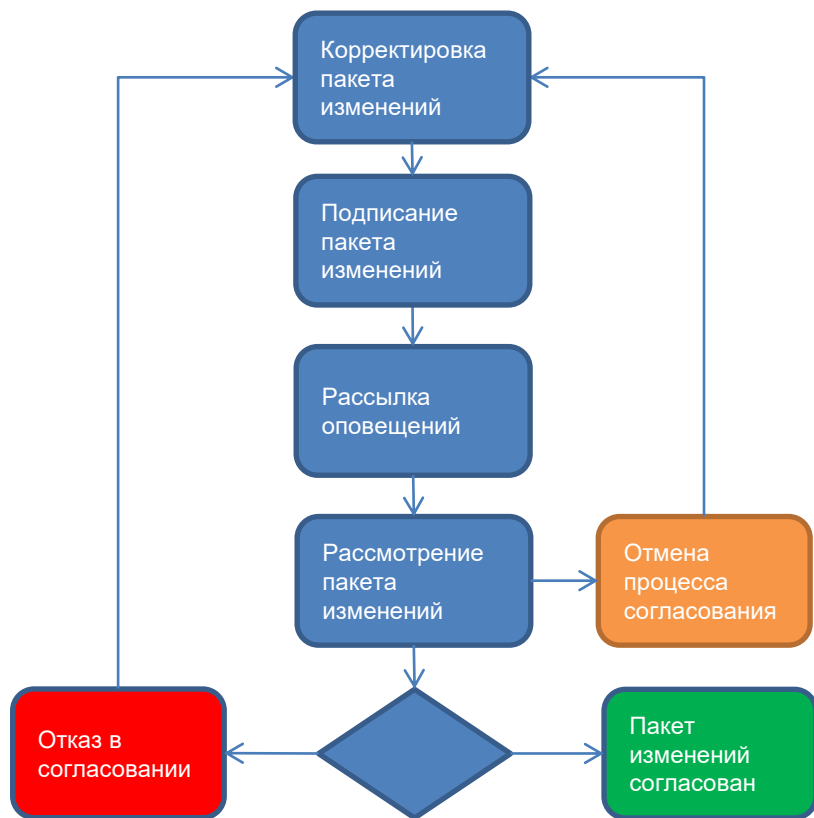 Корректировка
пакета
изменений
Подписание
пакета
изменений
Рассылка
оповещений
Рассмотрение
пакета
изменений
Отмена
процесса
согласования
Отказ в
согласовании
Пакет
изменений
согласован